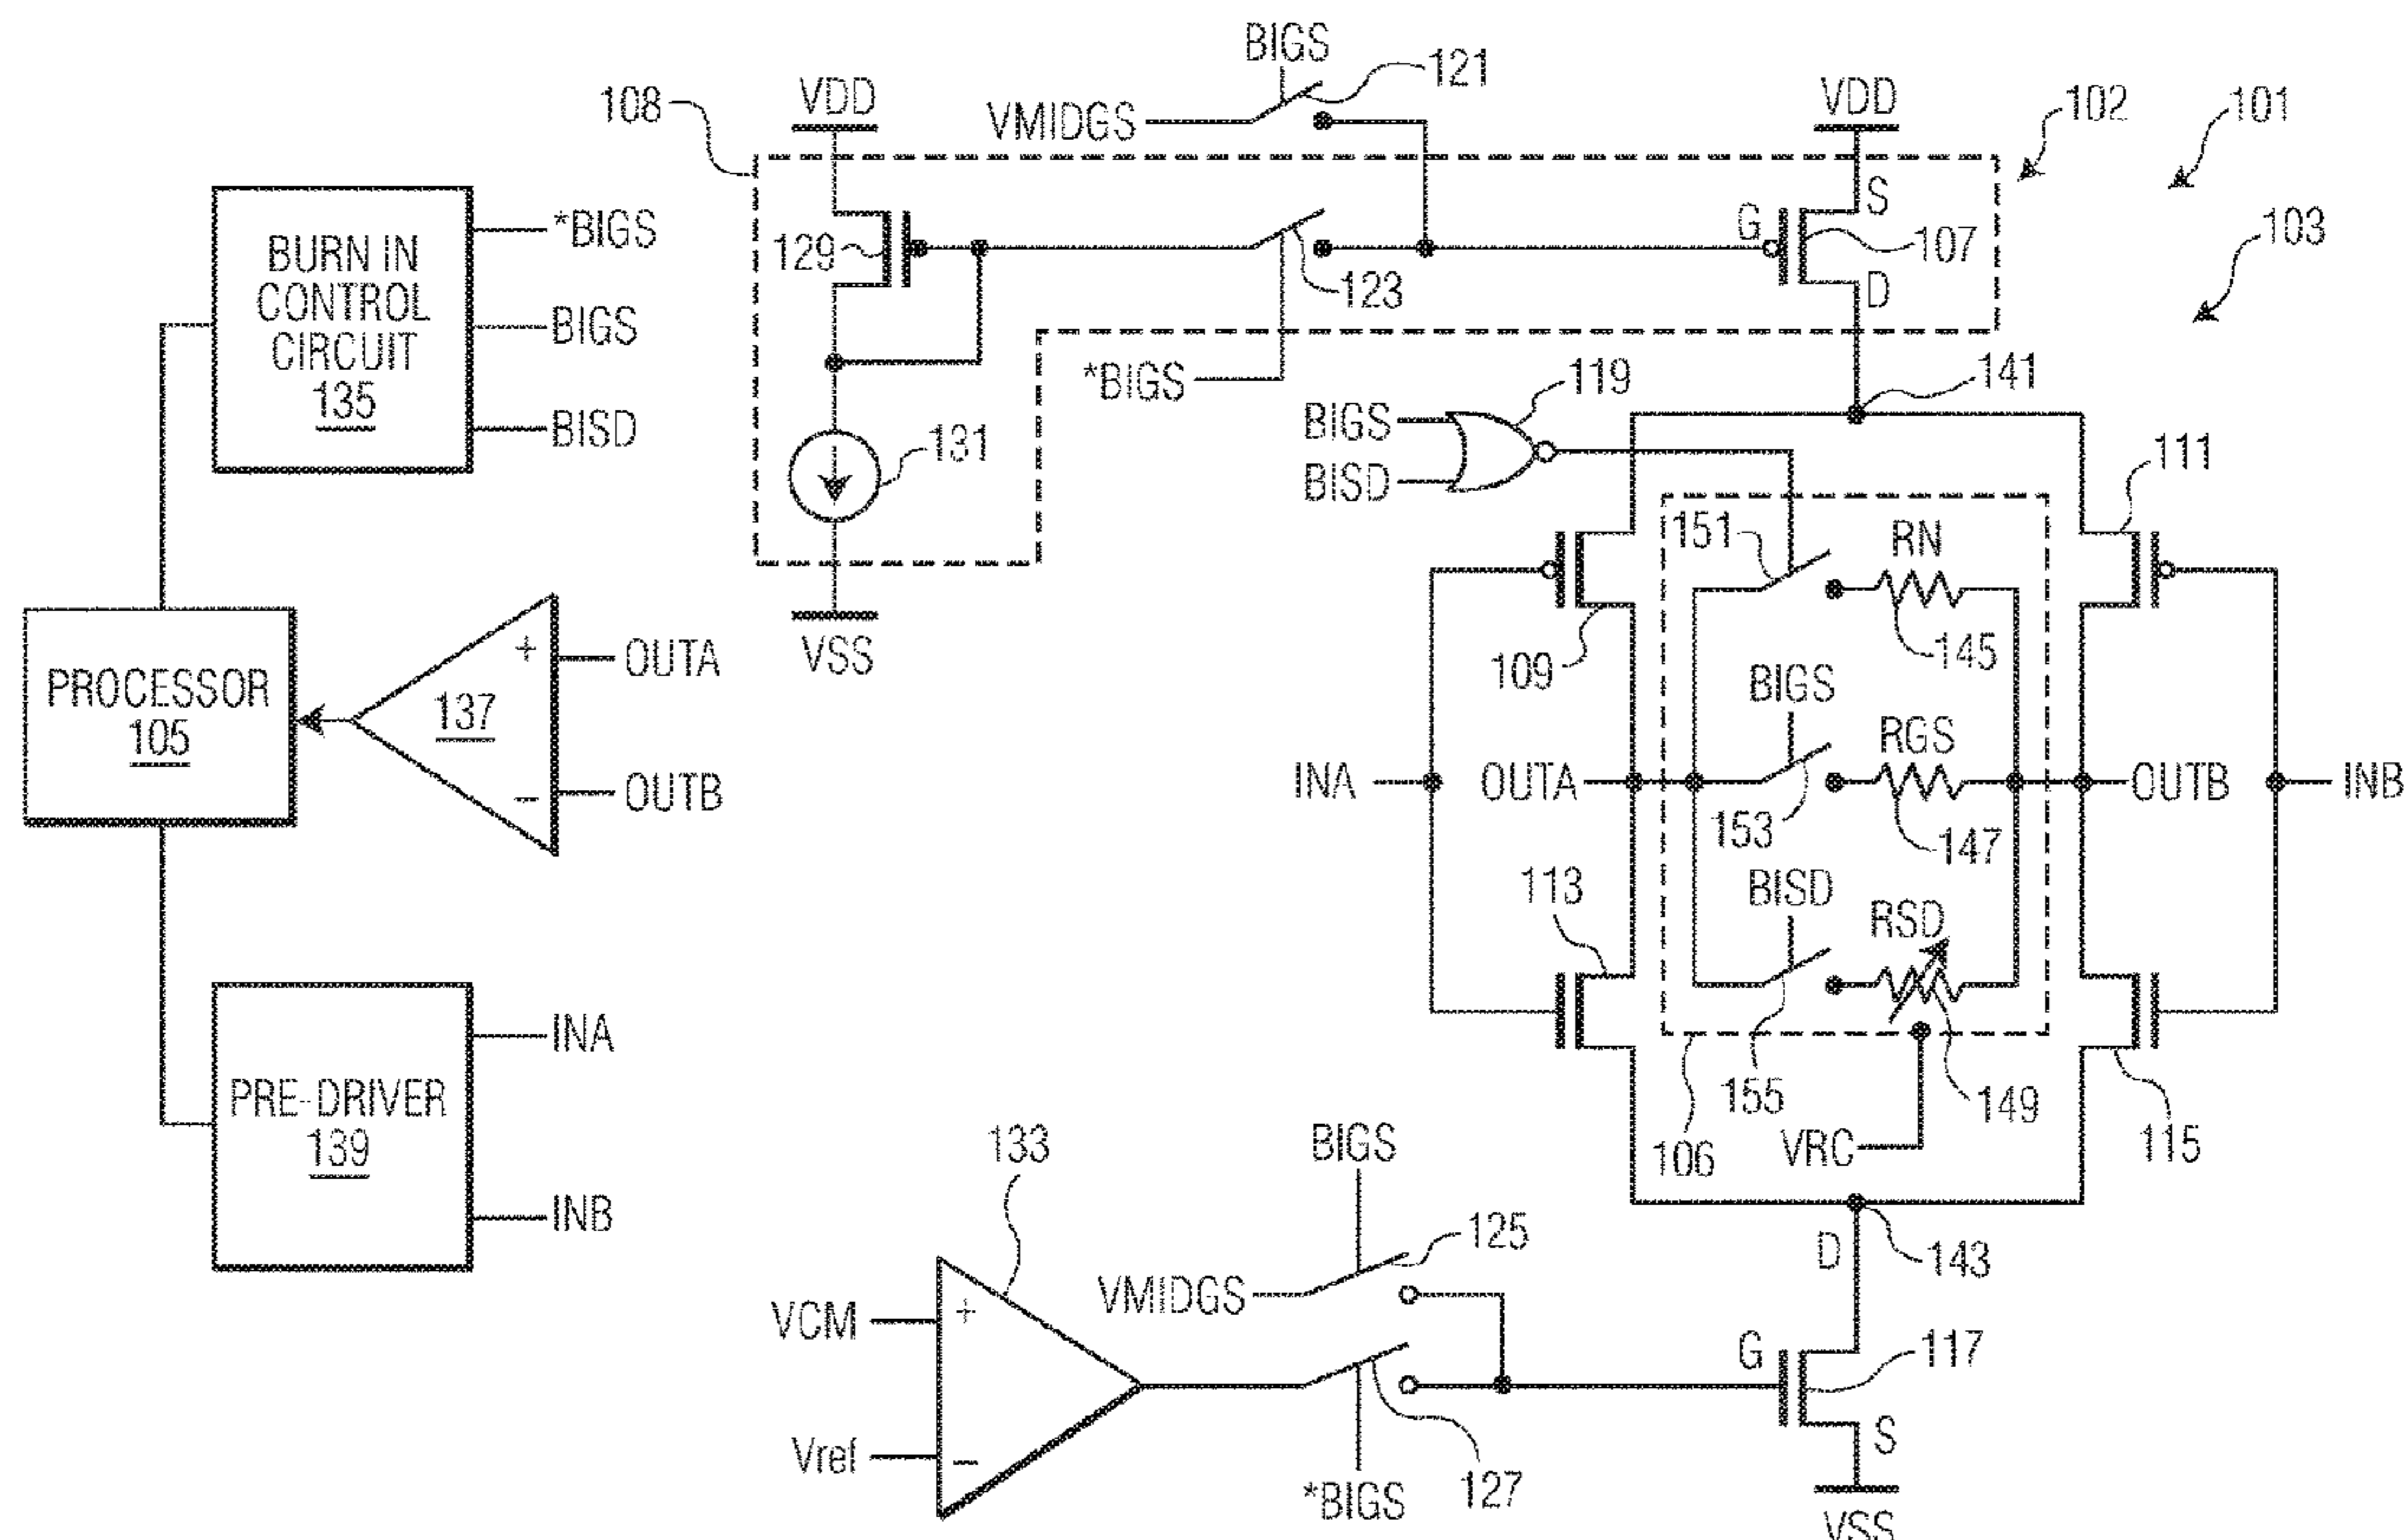 BIGS
121
VMIDGS
108
VDD
VDD
102
101
103
BURN IN
CONTROL
CIRCUIT
135
*BIGS
BIGS
BISD
129
123
G
S
107
D
*BIGS
119
141
BIGS
BISD
131
VSS
111
151
RN
145
109
PROCESSOR
105
+
137
−
OUTA
OUTB
BIGS
RGS
INA
OUTA
153
147
OUTB
INB
113
BISD
RSD
155
149
106
VRC
115
PRE-DRIVER
139
INA
INB
133
BIGS
125
D
143
VCM
+
VMIDGS
G
117
Vref
−
*BIGS
127
S
VSS